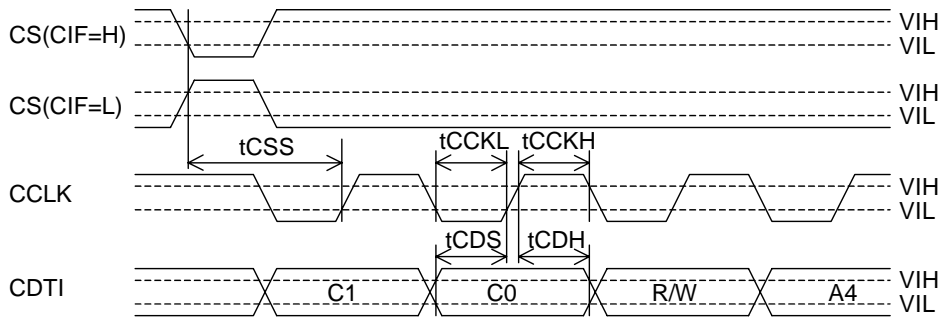 CS(CIF=H) VIH
VIL
CS(CIF=L) VIH
VIL
tCSS tCCKL tCCKH
CCLK VIH
VIL
tCDS tCDH
CDTI C1 C0 R/W A4 VIH
VIL